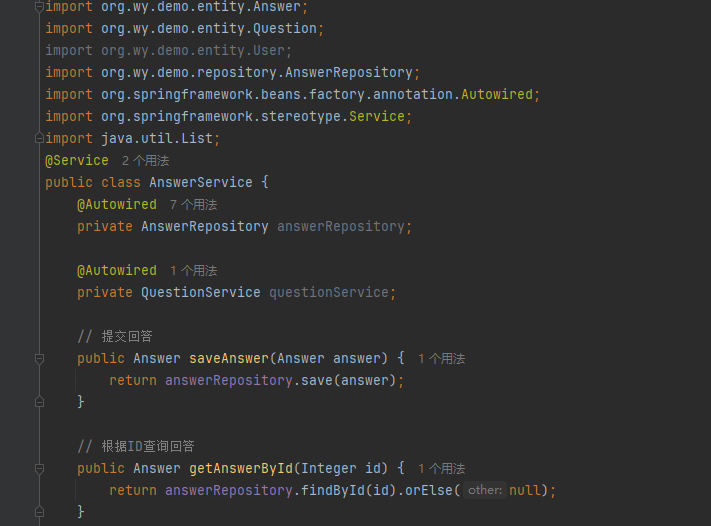 import org.wy.demo.entity.Answer;
import org.wy.demo.entity.Question;
import org.wy.demo.entity.User;
import org.wy.demo.repository.AnswerRepository;
import org.springframework.beans.factory.annotation.Autowired;
import org.springframework.stereotype.Service;
import java.util.List;
@Service 2 个用法
public class AnswerService {
    @Autowired 7 个用法
    private AnswerRepository answerRepository;

    @Autowired 1 个用法
    private QuestionService questionService;

    // 提交回答
    public Answer saveAnswer(Answer answer) { 1 个用法
        return answerRepository.save(answer);
    }

    // 根据ID查询回答
    public Answer getAnswerById(Integer id) { 1 个用法
        return answerRepository.findById(id).orElse( other: null);
    }